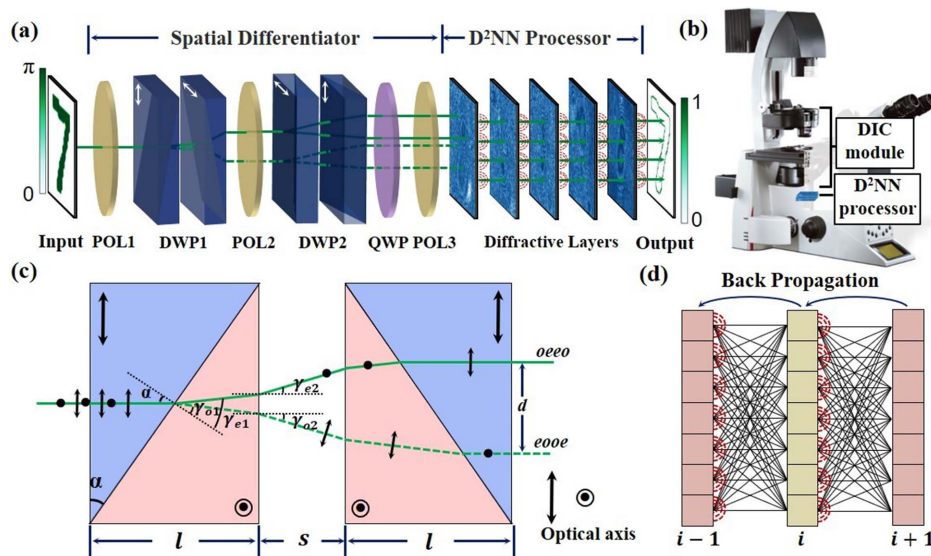 (a)
Spatial Differentiator
D²NN Processor
π
0
1
0
Input
POL1
DWP1
POL2
DWP2
QWP
POL3
Diffractive Layers
Output
(b)
DIC
module
D²NN
processor
(c)
oeeo
γe2
α
γo1
γe1
γo2
d
eooe
α
Optical axis
l
s
l
(d)
Back Propagation
i − 1
i
i + 1